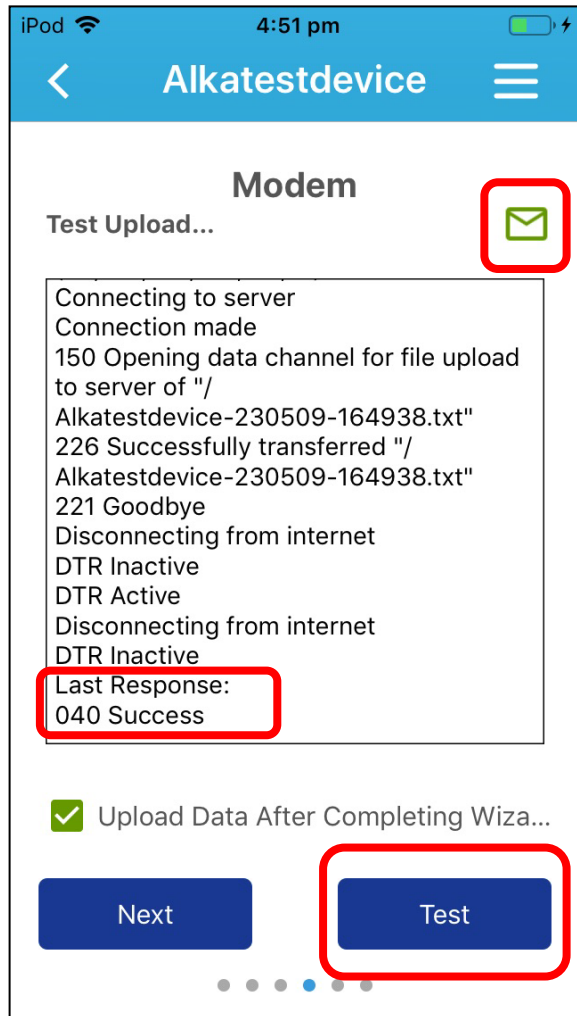 iPod 4:51 pm
Alkatestdevice
Modem
Test Upload...
Connecting to server
Connection made
150 Opening data channel for file upload
to server of "/
Alkatestdevice-230509-164938.txt"
226 Successfully transferred "/
Alkatestdevice-230509-164938.txt"
221 Goodbye
Disconnecting from internet
DTR Inactive
DTR Active
Disconnecting from internet
DTR Inactive
Last Response:
040 Success
Upload Data After Completing Wiza...
Next Test